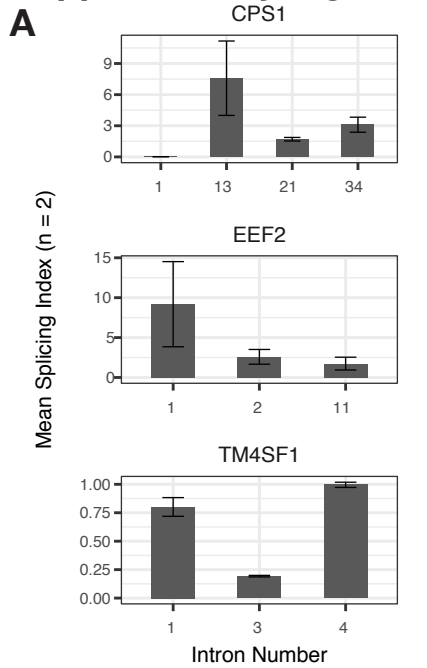 A
CPS1
9
6
3
0
1 13 21 34
EEF2
15
10
5
0
1 2 11
TM4SF1
1.00
0.75
0.50
0.25
0.00
1 3 4
Intron Number
Mean Splicing Index (n = 2)